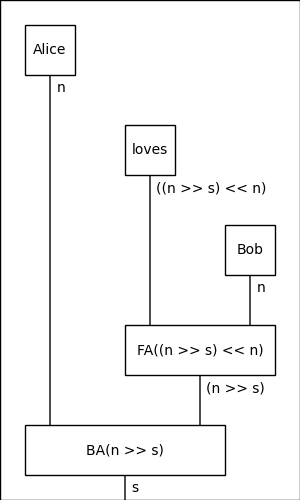 Alice
n
loves
((n >> s) << n)
Bob
n
FA((n >> s) << n)
(n >> s)
BA(n >> s)
s